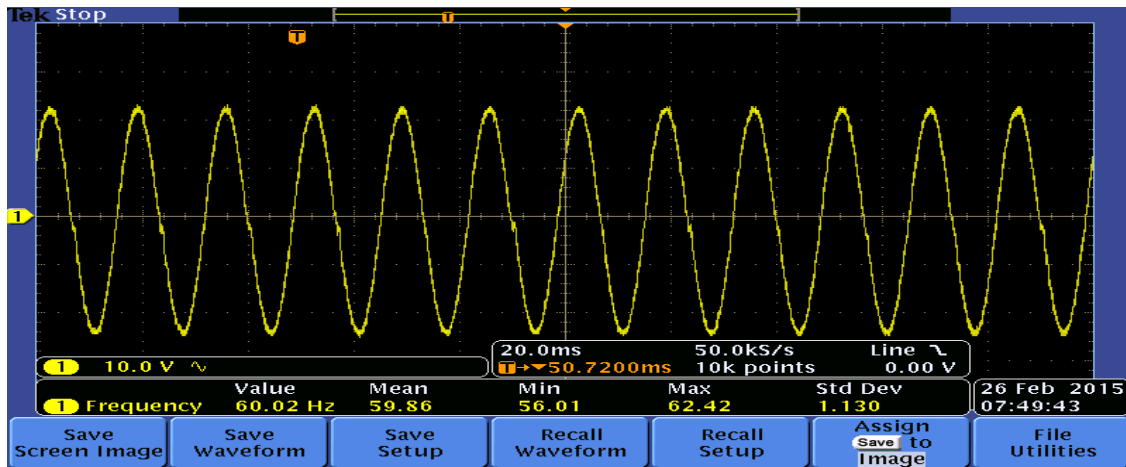 Tek Stop
T
T
1
1 10.0 V
20.0ms 50.0kS/s Line
T→▼50.7200ms 10k points 0.00 V
Value Mean Min Max Std Dev
1 Frequency 60.02 Hz 59.86 56.01 62.42 1.130
26 Feb 2015
07:49:43
Save Screen Image
Save Waveform
Save Setup
Recall Waveform
Recall Setup
Assign Save to Image
File Utilities